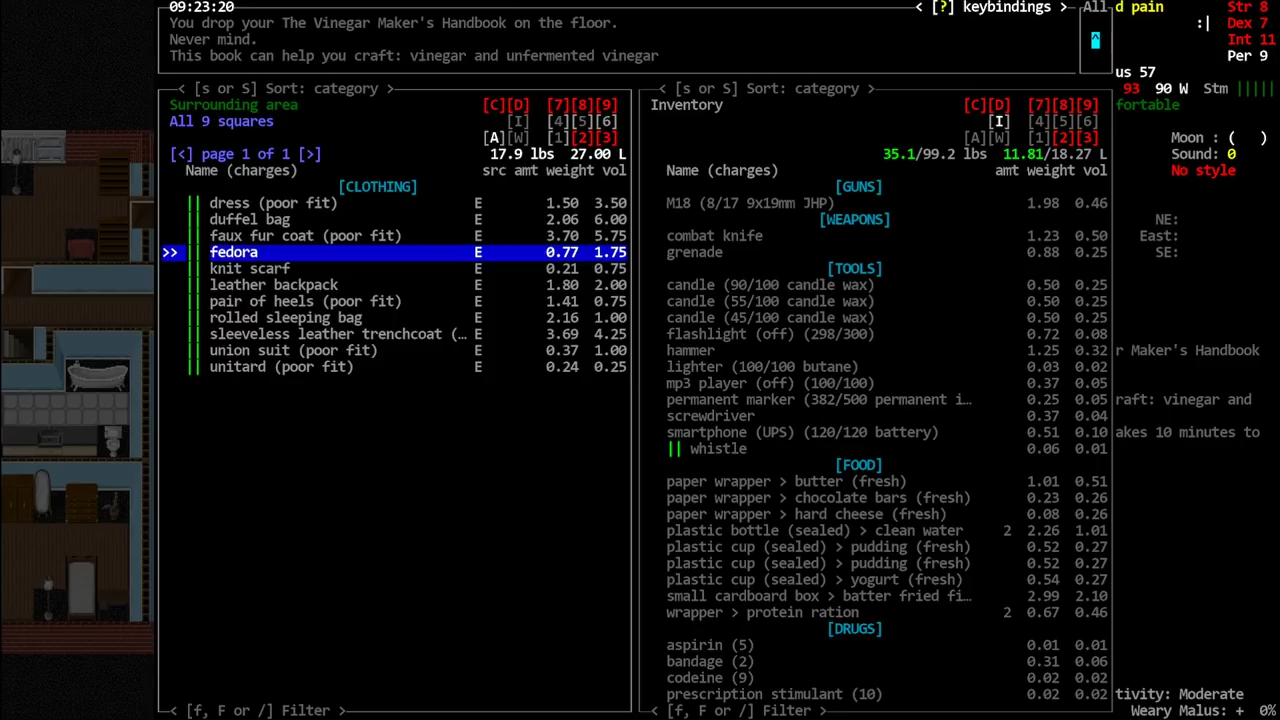 09:23:20
You drop your The Vinegar Maker's Handbook on the floor.
Never mind.
This book can help you craft: vinegar and unfermented vinegar
< [?] keybindings >
All
^
d pain
Str 8
:| Dex 7
Int 11
Per 9
us 57
93 90 W Stm |||||
fortable
Moon : ( )
Sound: 0
No style
NE:
East:
SE:
r Maker's Handbook
raft: vinegar and
akes 10 minutes to
tivity: Moderate
Weary Malus: + 0%
< [s or S] Sort: category >
Surrounding area [C][D] [7][8][9]
All 9 squares [I] [4][5][6]
[A][W] [1][2][3]
[<] page 1 of 1 [>] 17.9 lbs 27.00 L
Name (charges) src amt weight vol
[CLOTHING]
|| dress (poor fit) E 1.50 3.50
|| duffel bag E 2.06 6.00
|| faux fur coat (poor fit) E 3.70 5.75
>> || fedora E 0.77 1.75
|| knit scarf E 0.21 0.75
|| leather backpack E 1.80 2.00
|| pair of heels (poor fit) E 1.41 0.75
|| rolled sleeping bag E 2.16 1.00
|| sleeveless leather trenchcoat (… E 3.69 4.25
|| union suit (poor fit) E 0.37 1.00
|| unitard (poor fit) E 0.24 0.25
< [f, F or /] Filter >
< [s or S] Sort: category >
Inventory [C][D] [7][8][9]
[I] [4][5][6]
[A][W] [1][2][3]
35.1/99.2 lbs 11.81/18.27 L
Name (charges) amt weight vol
[GUNS]
M18 (8/17 9x19mm JHP) 1.98 0.46
[WEAPONS]
combat knife 1.23 0.50
grenade 0.88 0.25
[TOOLS]
candle (90/100 candle wax) 0.50 0.25
candle (55/100 candle wax) 0.50 0.25
candle (45/100 candle wax) 0.50 0.25
flashlight (off) (298/300) 0.72 0.08
hammer 1.25 0.32
lighter (100/100 butane) 0.03 0.02
mp3 player (off) (100/100) 0.37 0.05
permanent marker (382/500 permanent i… 0.25 0.05
screwdriver 0.37 0.04
smartphone (UPS) (120/120 battery) 0.51 0.10
|| whistle 0.06 0.01
[FOOD]
paper wrapper > butter (fresh) 1.01 0.51
paper wrapper > chocolate bars (fresh) 0.23 0.26
paper wrapper > hard cheese (fresh) 0.08 0.26
plastic bottle (sealed) > clean water 2 2.26 1.01
plastic cup (sealed) > pudding (fresh) 0.52 0.27
plastic cup (sealed) > pudding (fresh) 0.52 0.27
plastic cup (sealed) > yogurt (fresh) 0.54 0.27
small cardboard box > batter fried fi… 2.99 2.10
wrapper > protein ration 2 0.67 0.46
[DRUGS]
aspirin (5) 0.01 0.01
bandage (2) 0.31 0.06
codeine (9) 0.02 0.02
prescription stimulant (10) 0.02 0.02
< [f, F or /] Filter >